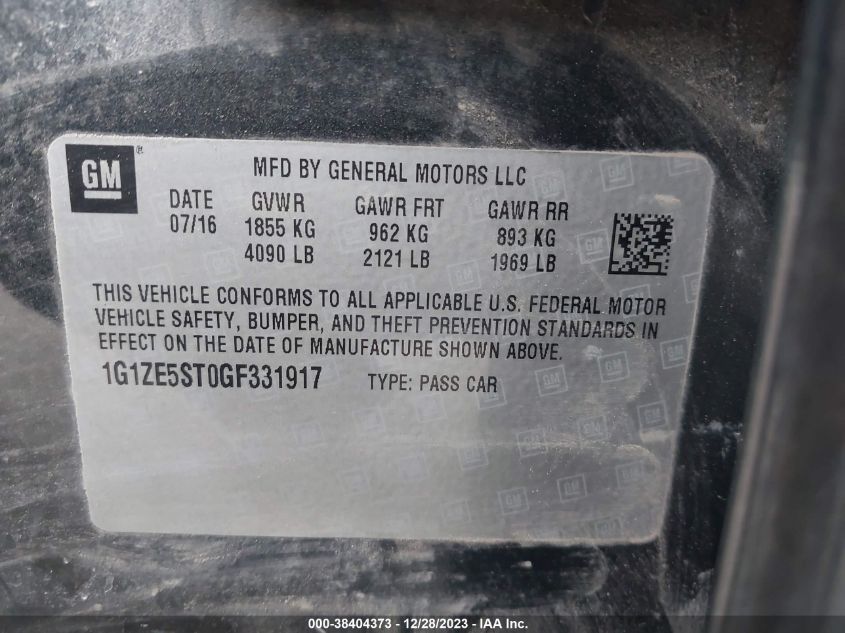 GM
MFD BY GENERAL MOTORS LLC
DATE GVWR GAWR FRT GAWR RR
07/16 1855 KG 962 KG 893 KG
4090 LB 2121 LB 1969 LB
THIS VEHICLE CONFORMS TO ALL APPLICABLE U.S. FEDERAL MOTOR
VEHICLE SAFETY, BUMPER, AND THEFT PREVENTION STANDARDS IN
EFFECT ON THE DATE OF MANUFACTURE SHOWN ABOVE.
1G1ZE5ST0GF331917 TYPE: PASS CAR
000-38404373 - 12/28/2023 - IAA Inc.